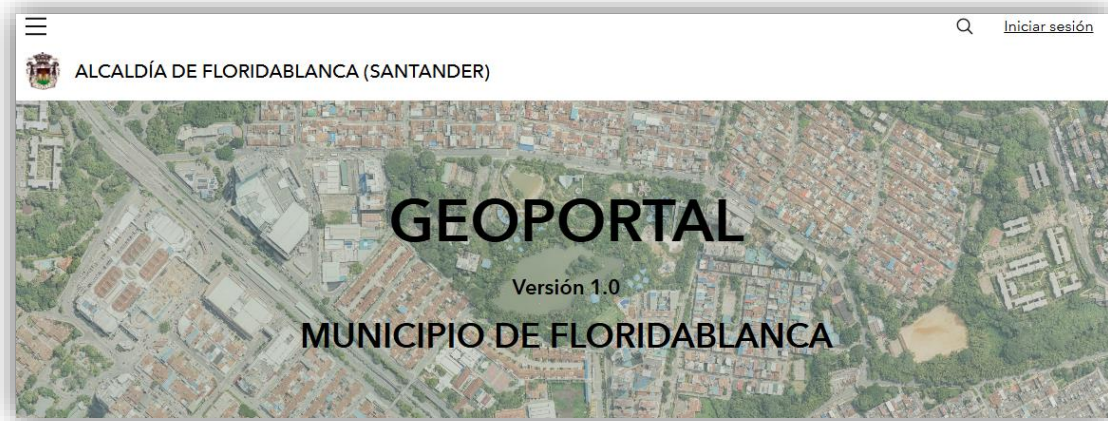 Iniciar sesión
ALCALDÍA DE FLORIDABLANCA (SANTANDER)
GEOPORTAL
Versión 1.0
MUNICIPIO DE FLORIDABLANCA